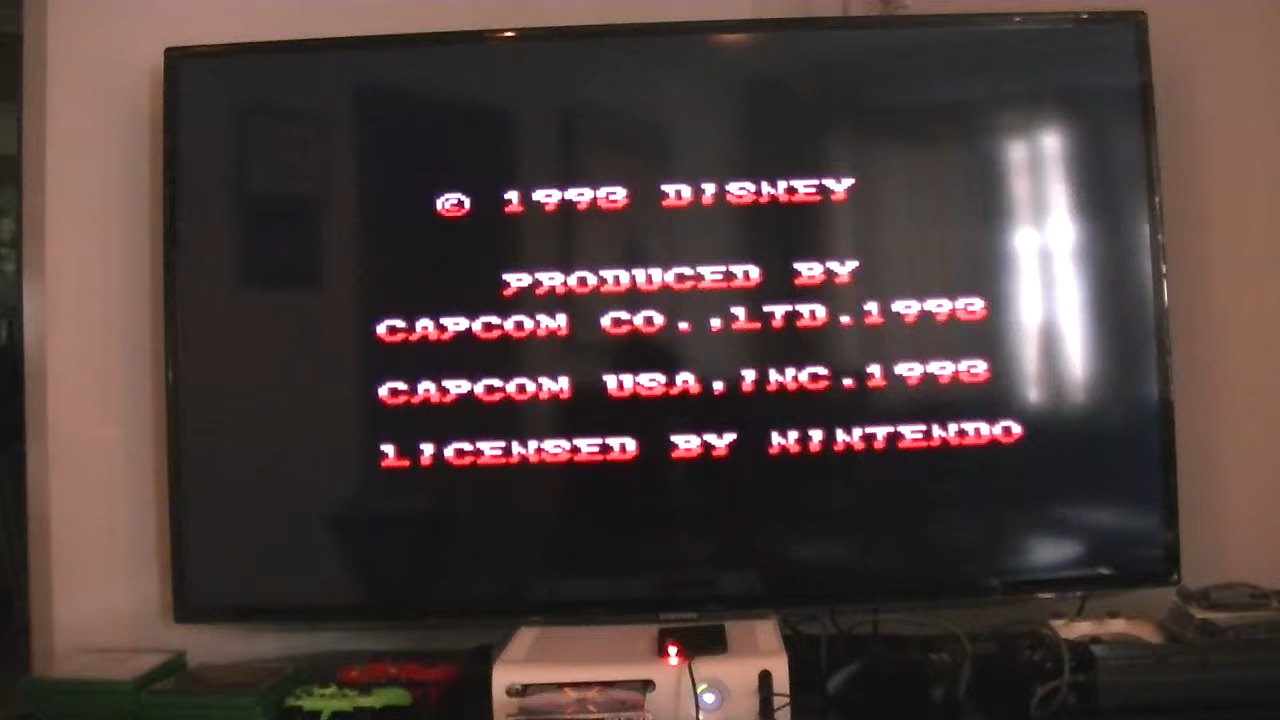 © 1993 DISNEY
PRODUCED BY
CAPCOM CO.,LTD.1993
CAPCOM USA,INC.1993
LICENSED BY NINTENDO